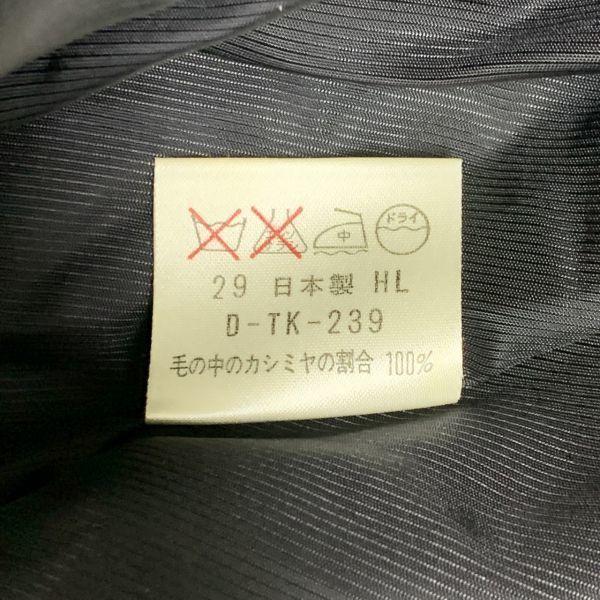 中 ドライ
29 日本製 HL
D-TK-239
毛の中のカシミヤの割合 100%